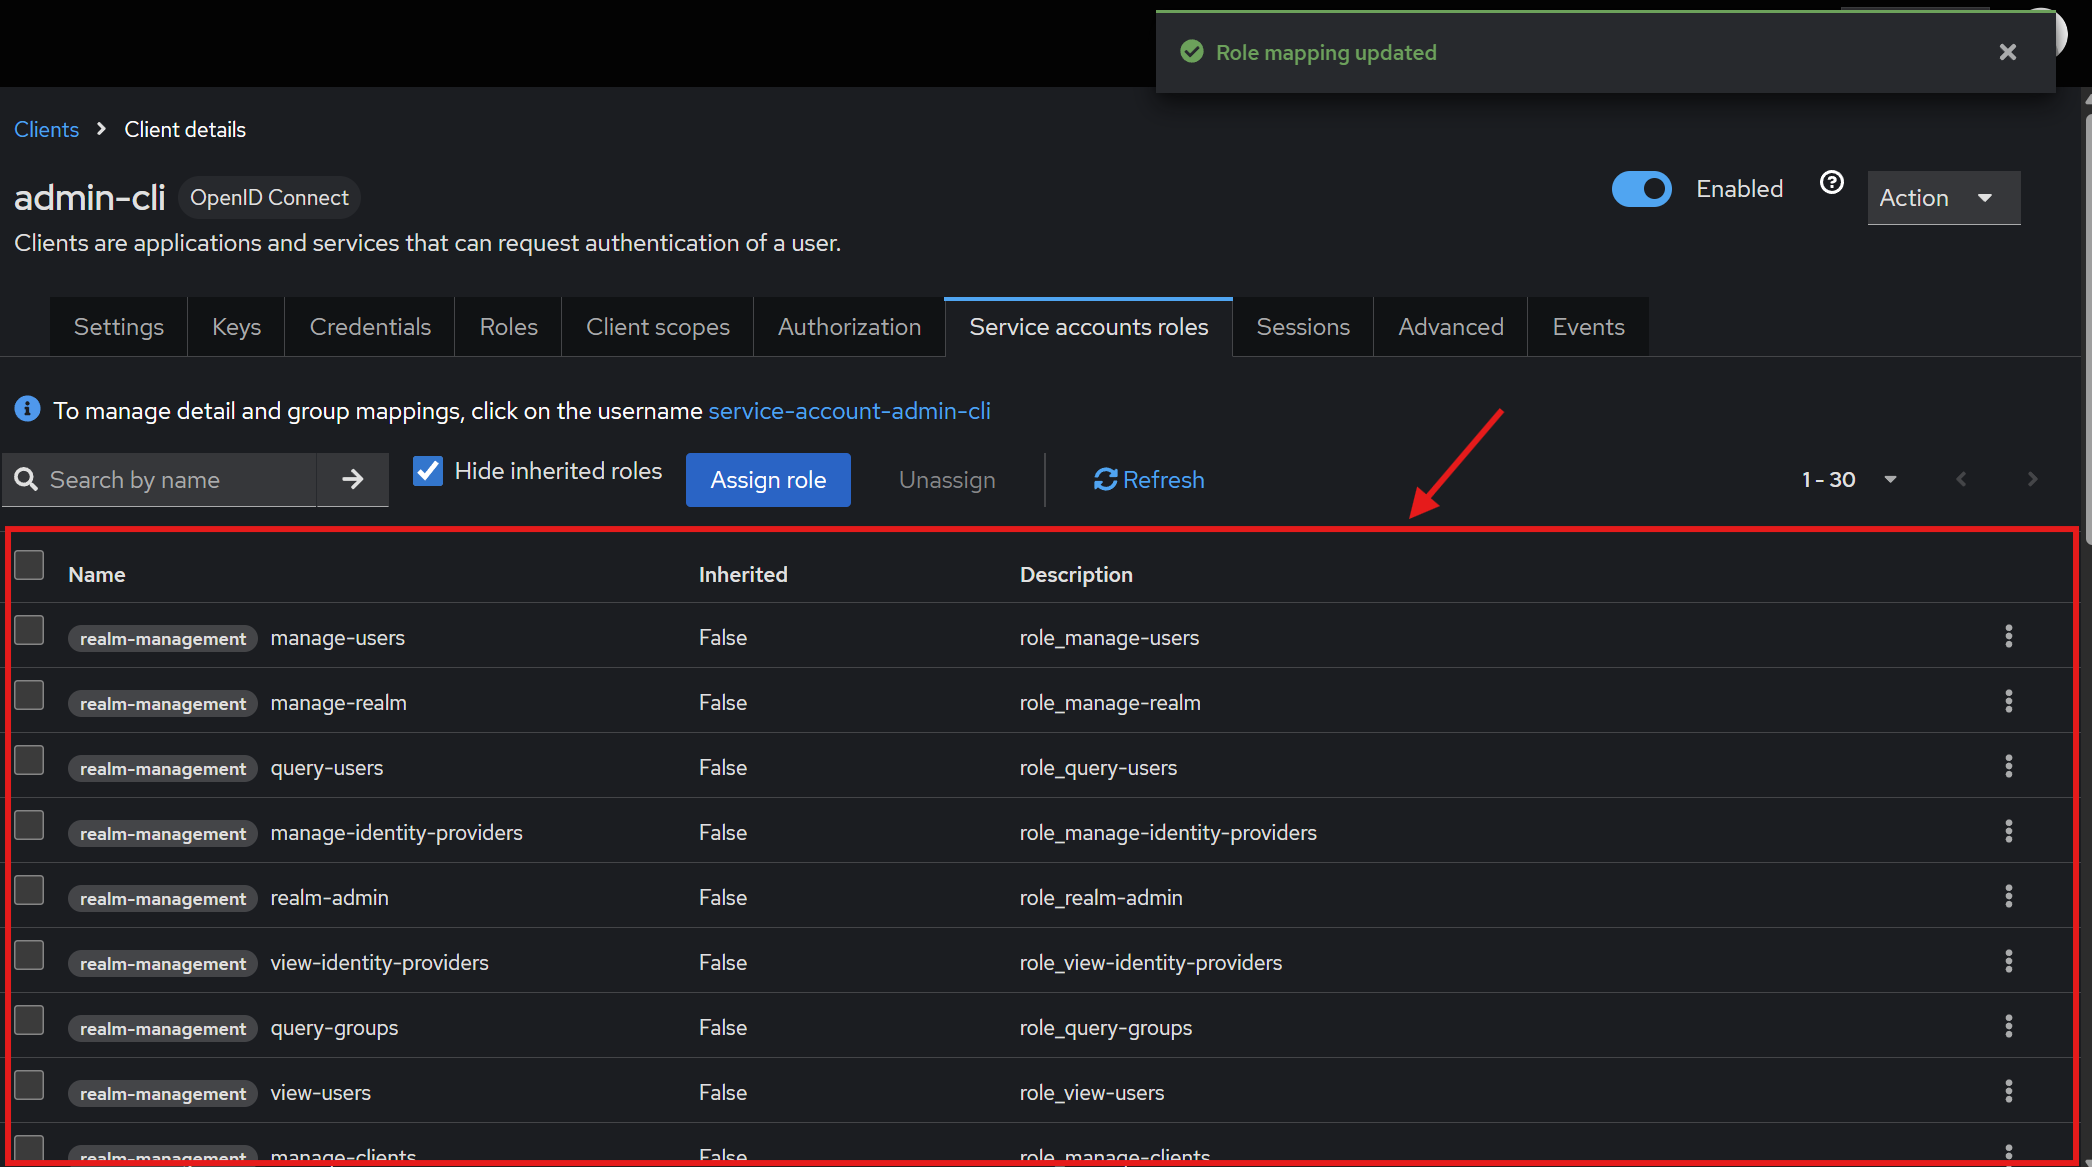 Role mapping updated
Clients
Client details
admin-cli
OpenID Connect
Enabled
Action
Clients are applications and services that can request authentication of a user.
Settings
Keys
Credentials
Roles
Client scopes
Authorization
Service accounts roles
Sessions
Advanced
Events
To manage detail and group mappings, click on the username service-account-admin-cli
Search by name
Hide inherited roles
Assign role
Unassign
Refresh
1 - 30
Name Inherited Description
realm-management manage-users False role_manage-users
realm-management manage-realm False role_manage-realm
realm-management query-users False role_query-users
realm-management manage-identity-providers False role_manage-identity-providers
realm-management realm-admin False role_realm-admin
realm-management view-identity-providers False role_view-identity-providers
realm-management query-groups False role_query-groups
realm-management view-users False role_view-users
realm-management manage-clients False role_manage-clients